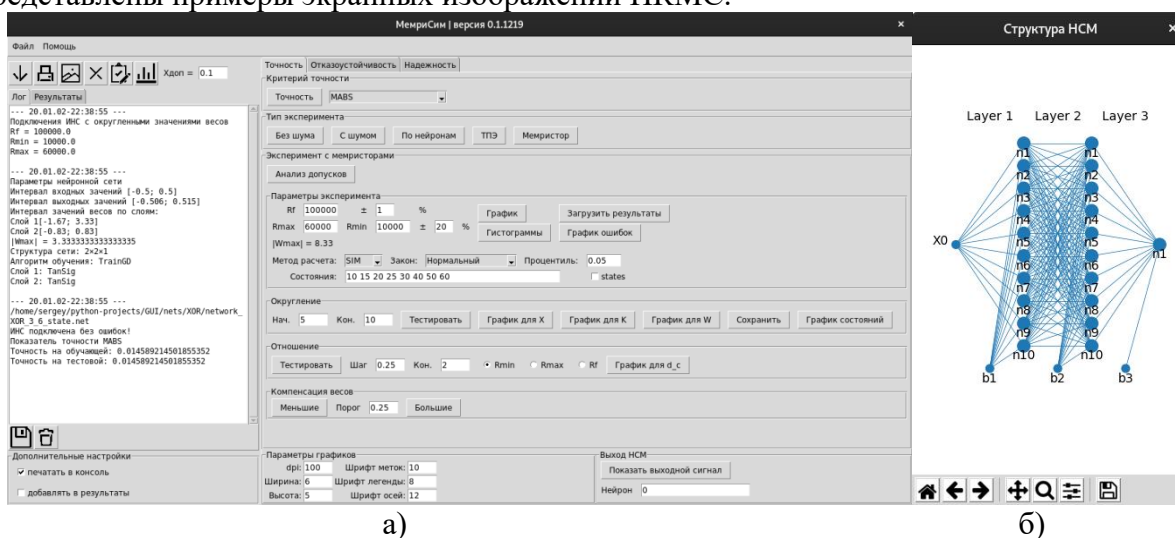 представлены примеры экранных изображений ПКМС.
МемриСим | версия 0.1.1219
Файл Помощь
Xдоп = 0.1
Лог Результаты
--- 20.01.02-22:38:55 ---
Подключения ИНС с округленными значениями весов
Rf = 100000.0
Rmin = 10000.0
Rmax = 60000.0
--- 20.01.02-22:38:55 ---
Параметры нейронной сети
Интервал входных зачений [-0.5; 0.5]
Интервал выходных зачений [-0.506; 0.515]
Интервал зачений весов по слоям:
Слой 1[-1.67; 3.33]
Слой 2[-0.83; 0.83]
|Wmax| = 3.3333333333333335
Структура сети: 2×2×1
Алгоритм обучения: TrainGD
Слой 1: TanSig
Слой 2: TanSig
--- 20.01.02-22:38:55 ---
/home/sergey/python-projects/GUI/nets/XOR/network_
XOR_3_6_state.net
ИНС подключена без ошибок!
Показатель точности MABS
Точность на обучающей: 0.014589214501855352
Точность на тестовой: 0.014589214501855352
Дополнительные настройки
печатать в консоль
добавлять в результаты
Точность Отказоустойчивость Надежность
Критерий точности
Точность MABS
Тип эксперимента
Без шума С шумом По нейронам ТПЭ Мемристор
Эксперимент с мемристорами
Анализ допусков
Параметры эксперимента
Rf 100000 ± 1 % График Загрузить результаты
Rmax 60000 Rmin 10000 ± 20 % Гистограммы График ошибок
|Wmax| = 8.33
Метод расчета: SIM Закон: Нормальный Процентиль: 0.05
Состояния: 10 15 20 25 30 40 50 60 states
Округление
Нач. 5 Кон. 10 Тестировать График для X График для K График для W Сохранить График состояний
Отношение
Тестировать Шаг 0.25 Кон. 2 Rmin Rmax Rf График для d_c
Компенсация весов
Меньшие Порог 0.25 Большие
Параметры графиков
dpi: 100 Шрифт меток: 10
Ширина: 6 Шрифт легенды: 8
Высота: 5 Шрифт осей: 12
Выход НСМ
Показать выходной сигнал
Нейрон 0
а)
Структура НСМ
Layer 1 Layer 2 Layer 3
n1 n1
n2 n2
n3 n3
n4 n4
X0 n5 n5 n1
n6 n6
n7 n7
n8 n8
n9 n9
n10 n10
b1 b2 b3
б)